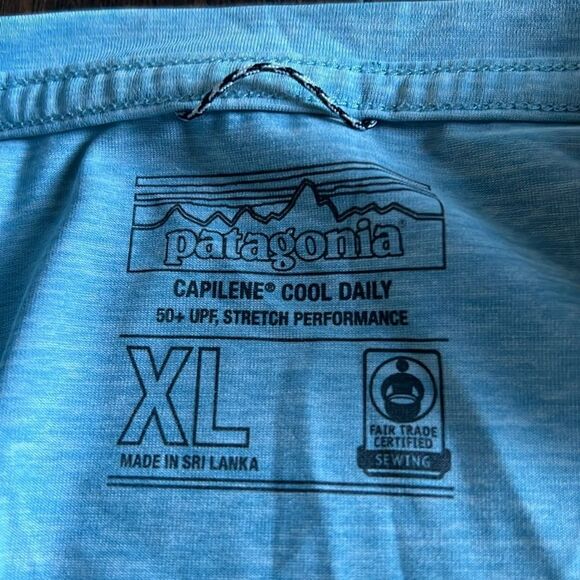 patagonia®
CAPILENE® COOL DAILY
50+ UPF, STRETCH PERFORMANCE
XL
MADE IN SRI LANKA
FAIR TRADE
CERTIFIED
SEWING